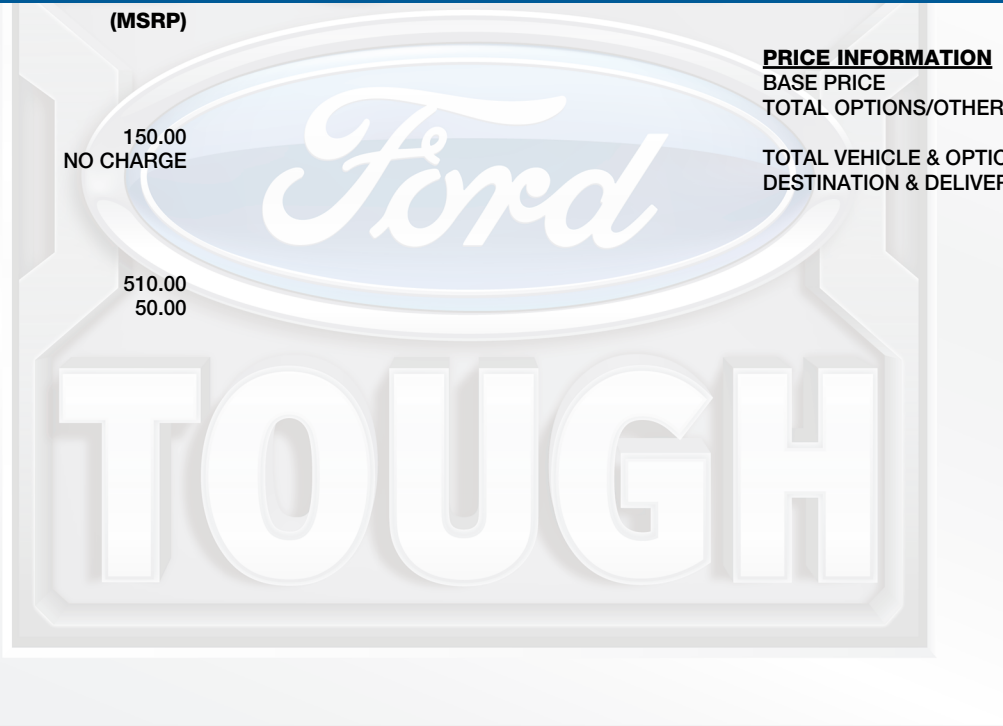 (MSRP)
150.00
NO CHARGE
510.00
50.00
PRICE INFORMATION
BASE PRICE
TOTAL OPTIONS/OTHER
TOTAL VEHICLE & OPTIO
DESTINATION & DELIVER
Ford
TOUGH